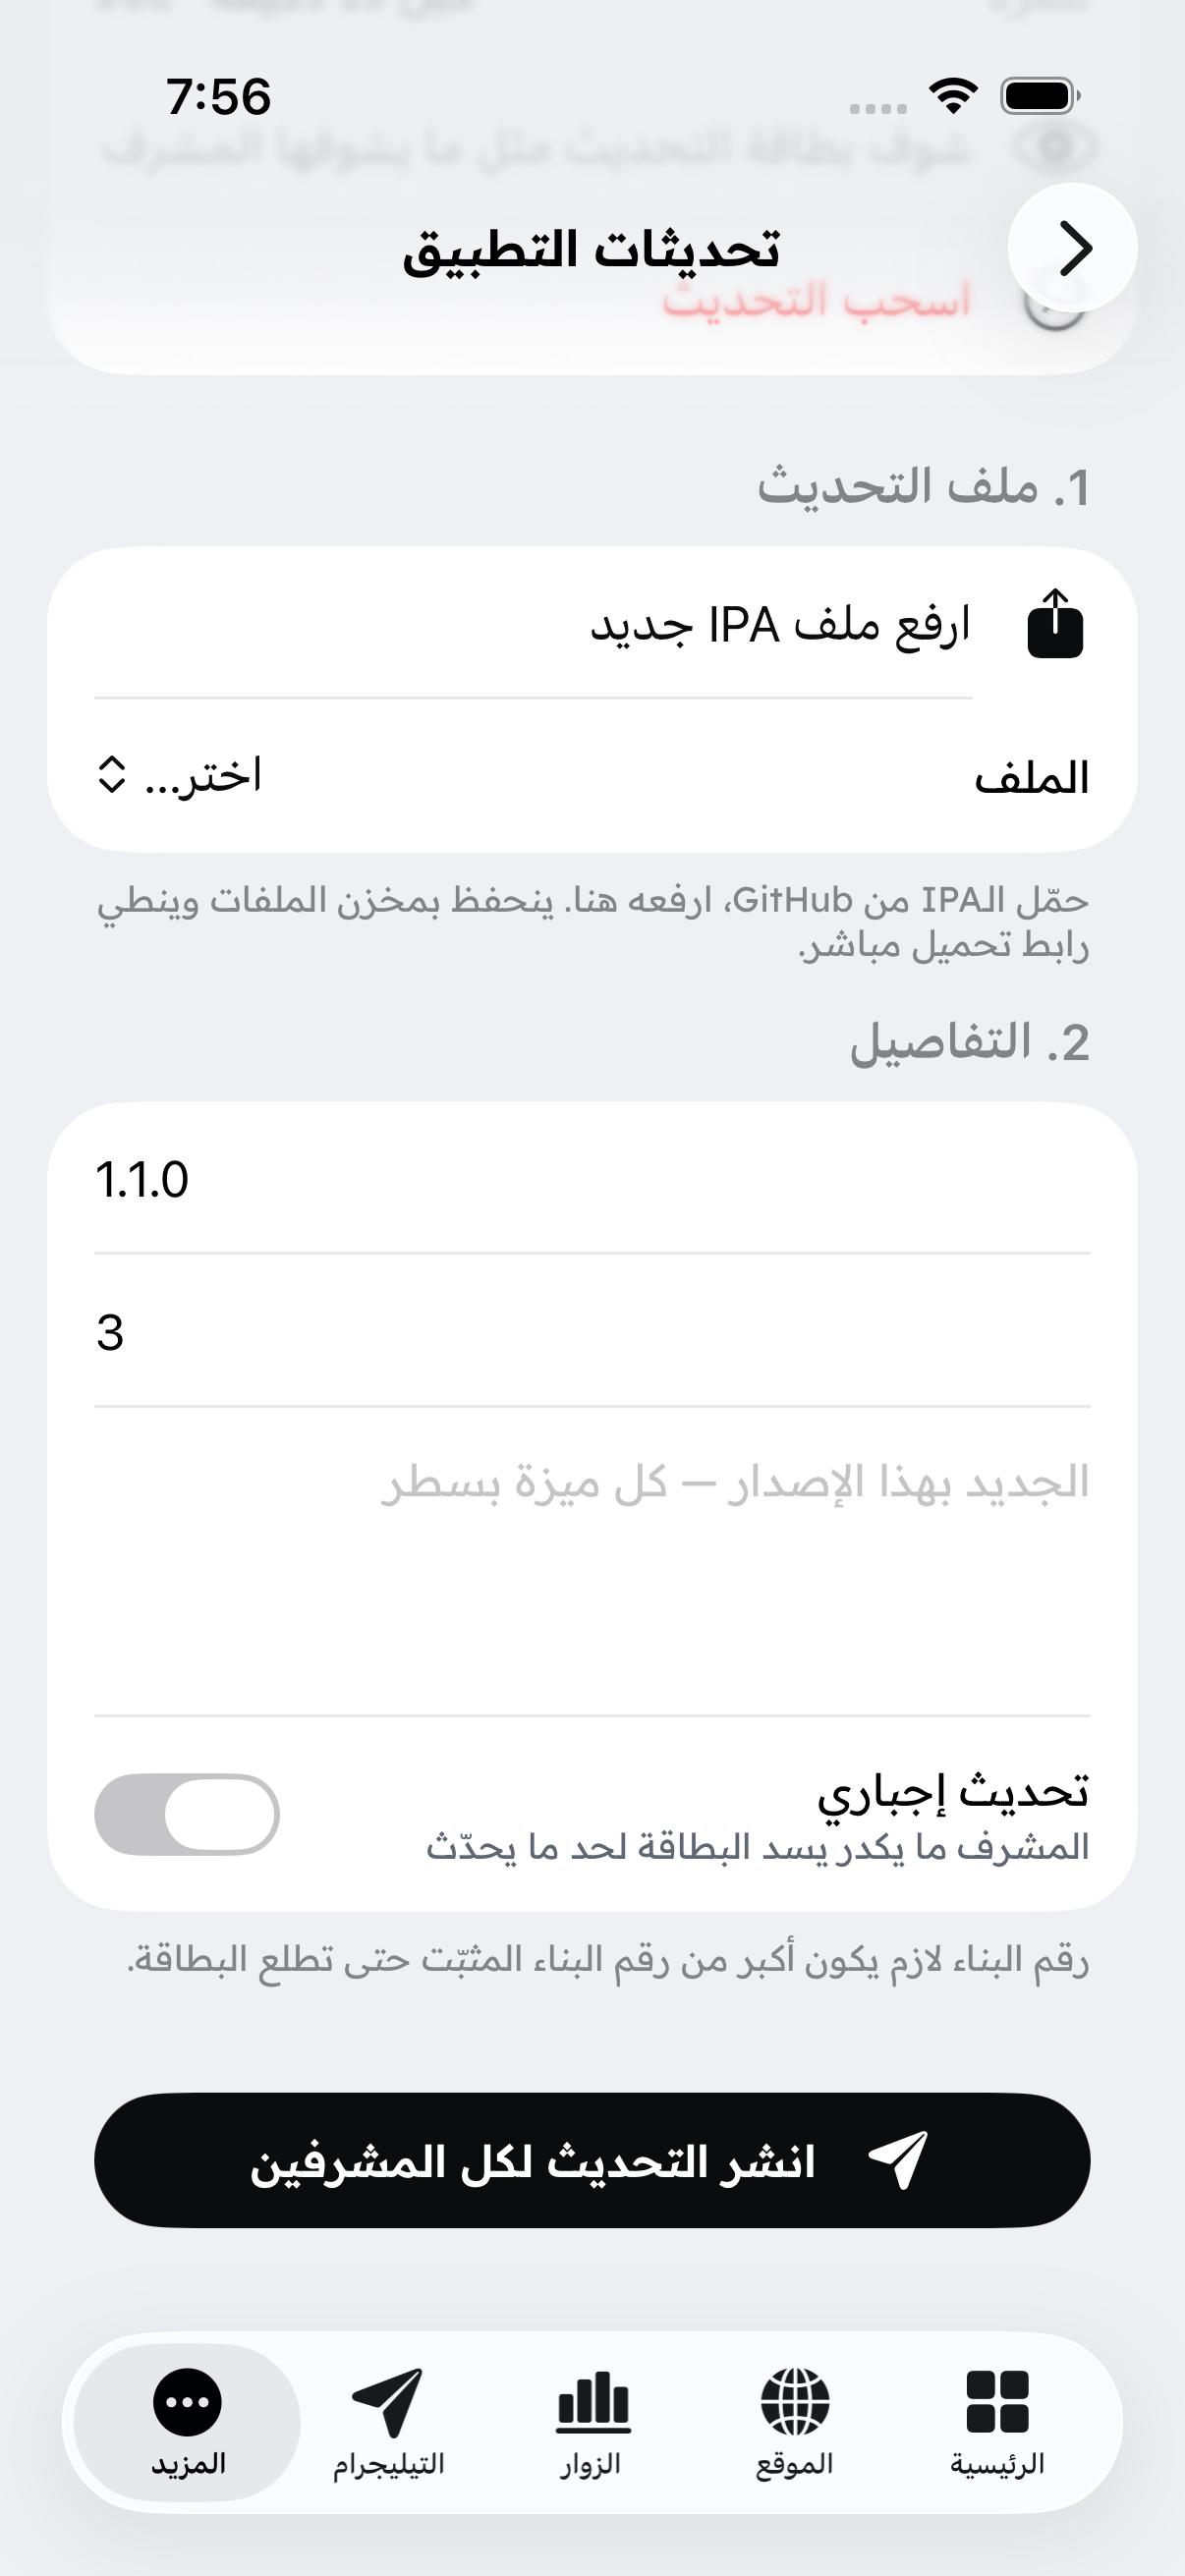 7:56
شوف بطاقة التحديث مثل ما يشوفها المشرف
تحديثات التطبيق
اسحب التحديث
1. ملف التحديث
ارفع ملف IPA جديد
الملف
اختر...
حمّل الـIPA من GitHub، ارفعه هنا. ينحفظ بمخزن الملفات وينطي
رابط تحميل مباشر.
2. التفاصيل
1.1.0
3
الجديد بهذا الإصدار — كل ميزة بسطر
تحديث إجباري
المشرف ما يكدر يسد البطاقة لحد ما يحدّث
رقم البناء لازم يكون أكبر من رقم البناء المثبّت حتى تطلع البطاقة.
انشر التحديث لكل المشرفين
الرئيسية
الموقع
الزوار
التيليجرام
المزيد